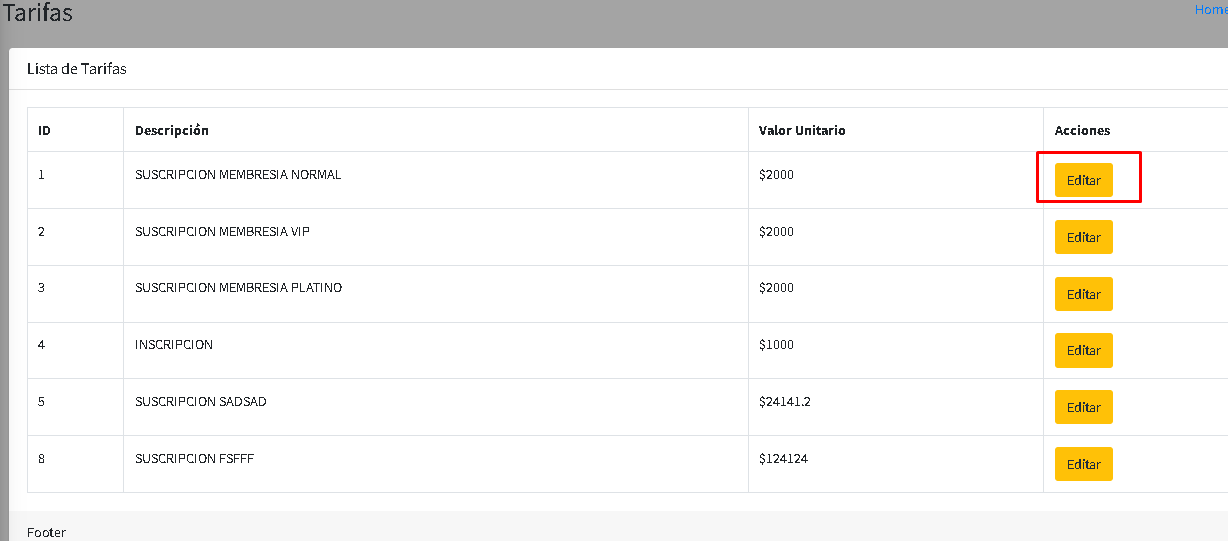 Tarifas
Home
Lista de Tarifas
ID Descripción Valor Unitario Acciones
1 SUSCRIPCION MEMBRESIA NORMAL $2000 Editar
2 SUSCRIPCION MEMBRESIA VIP $2000 Editar
3 SUSCRIPCION MEMBRESIA PLATINO $2000 Editar
4 INSCRIPCION $1000 Editar
5 SUSCRIPCION SADSAD $24141.2 Editar
8 SUSCRIPCION FSFFF $124124 Editar
Footer